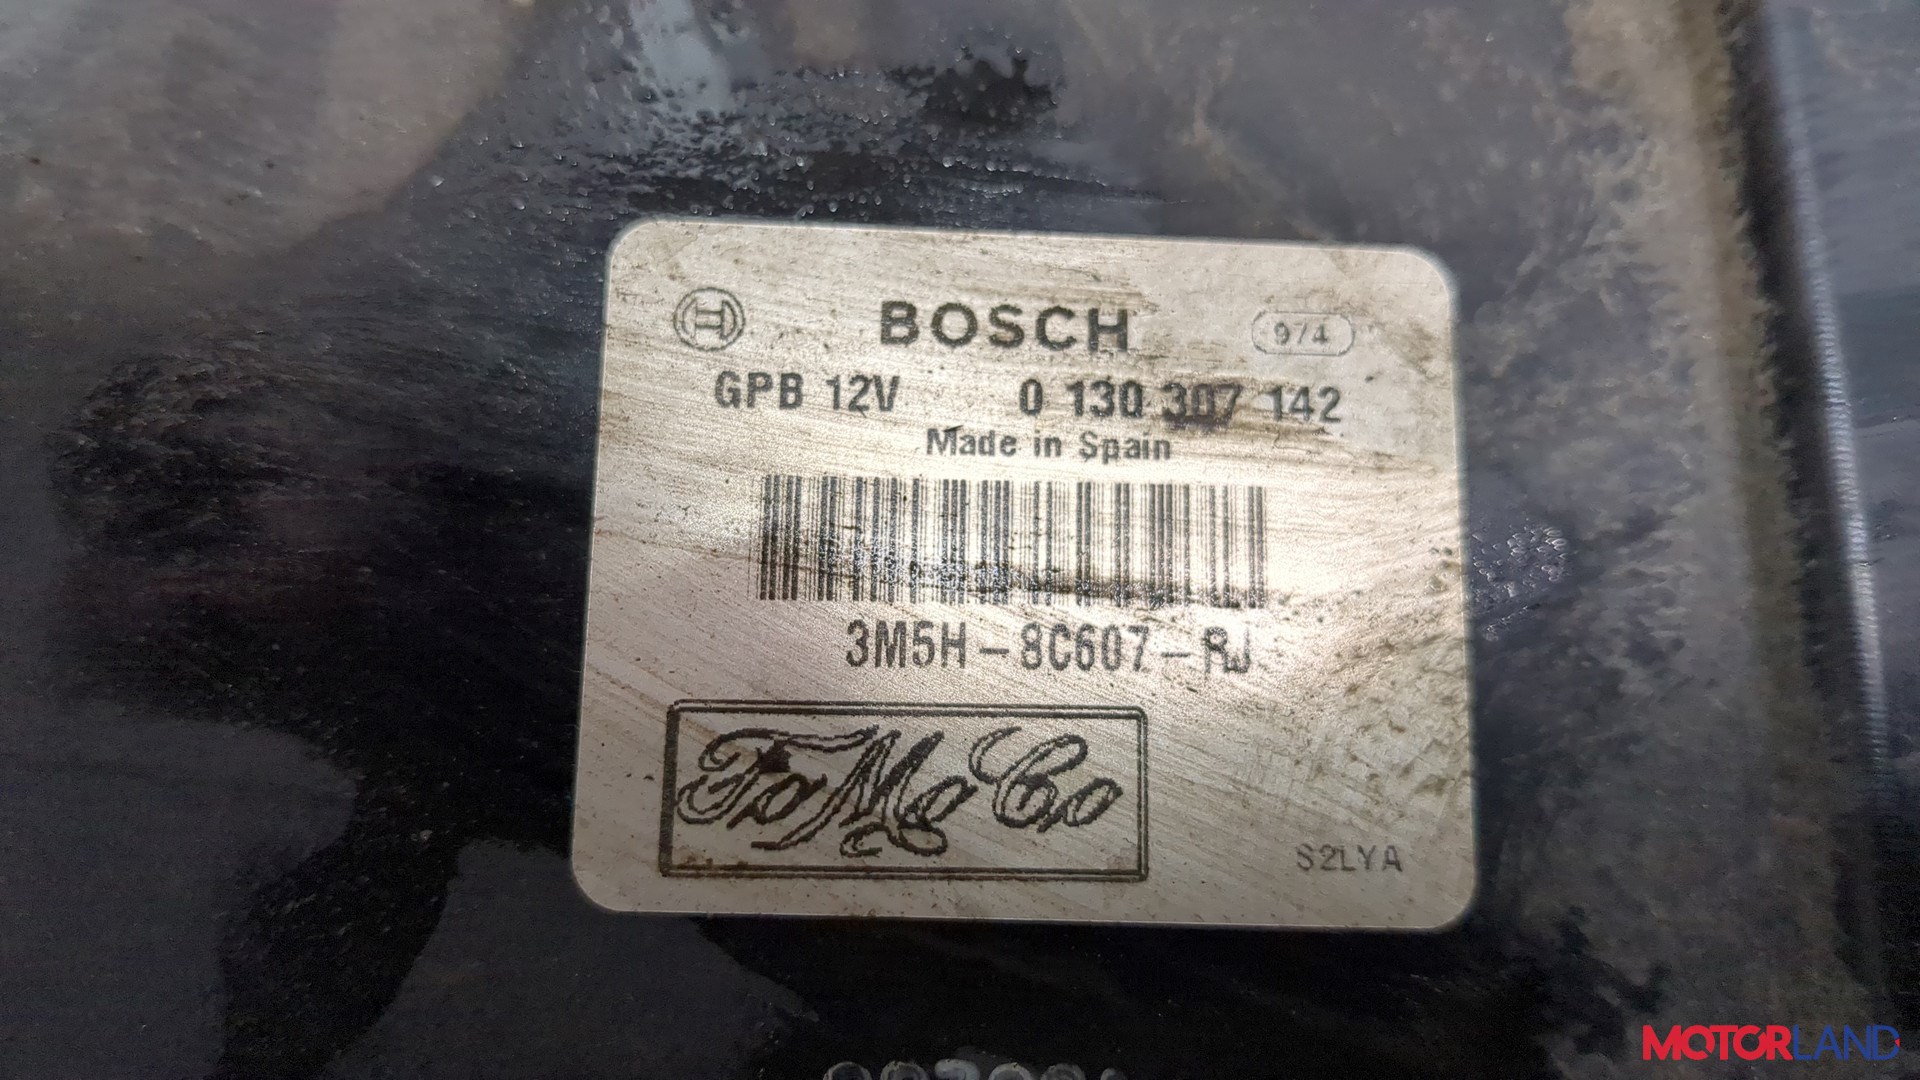 BOSCH 974
GPB 12V 0 130 307 142
Made in Spain
3M5H-8C607-RJ
FoMoCo
S2LYA
MOTORLAND